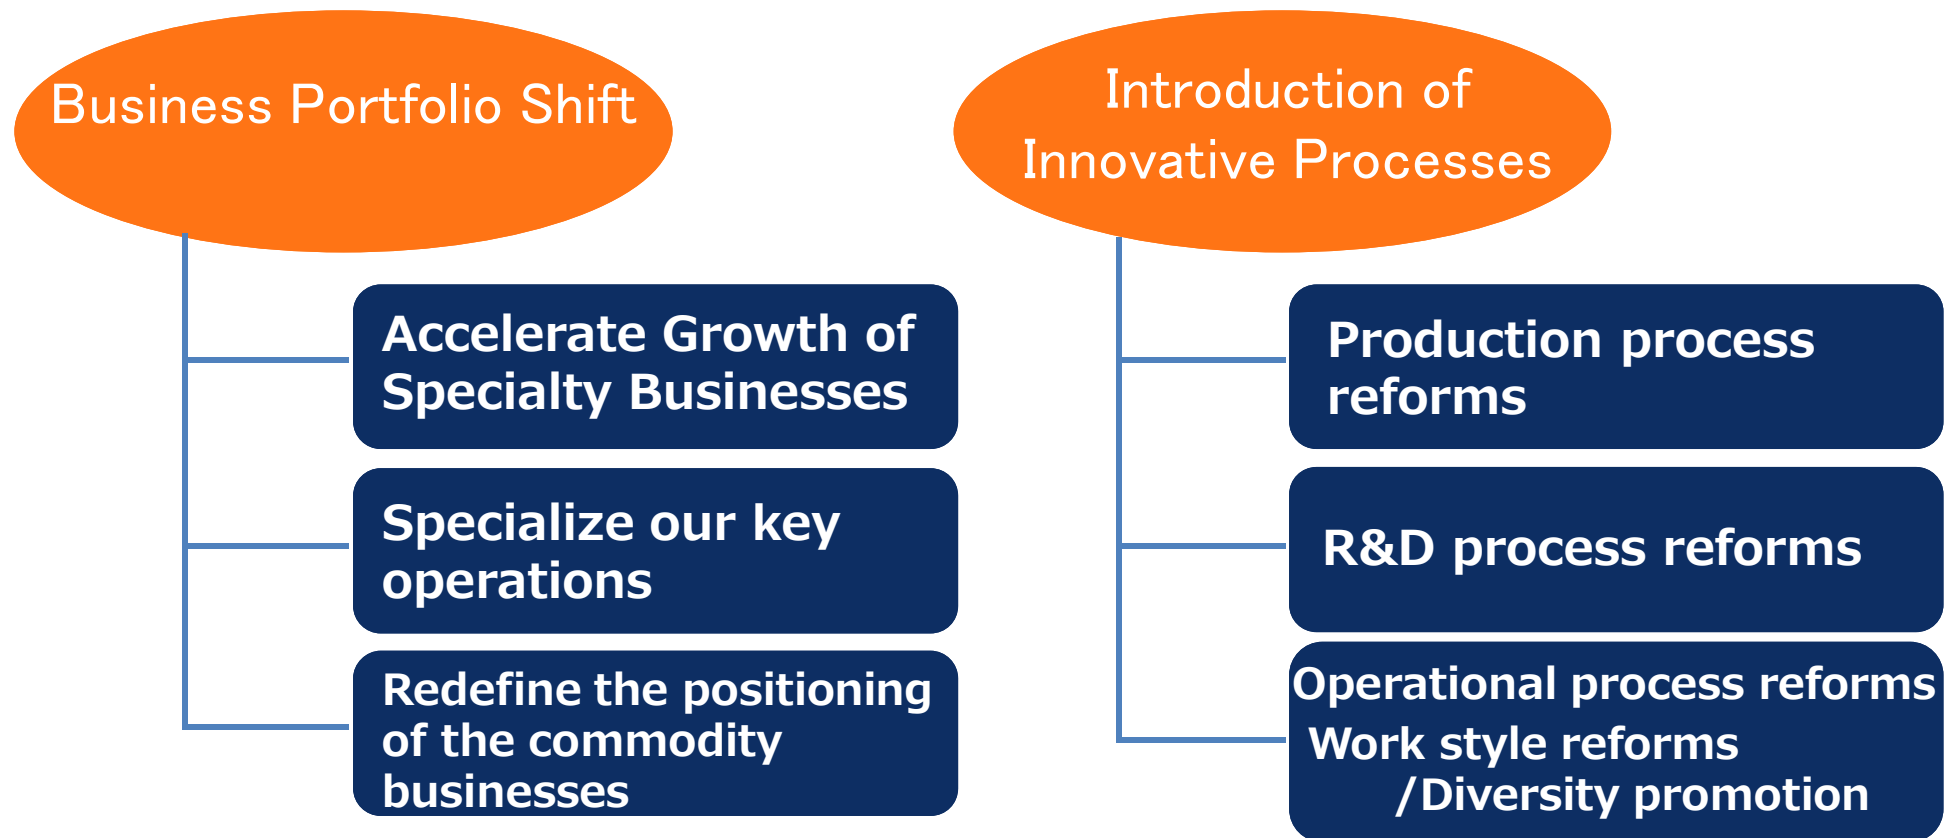 Business Portfolio Shift
Accelerate Growth of
Specialty Businesses
Specialize our key
operations
Redefine the positioning
of the commodity
businesses
Introduction of
Innovative Processes
Production process
reforms
R&D process reforms
Operational process reforms
Work style reforms
/Diversity promotion